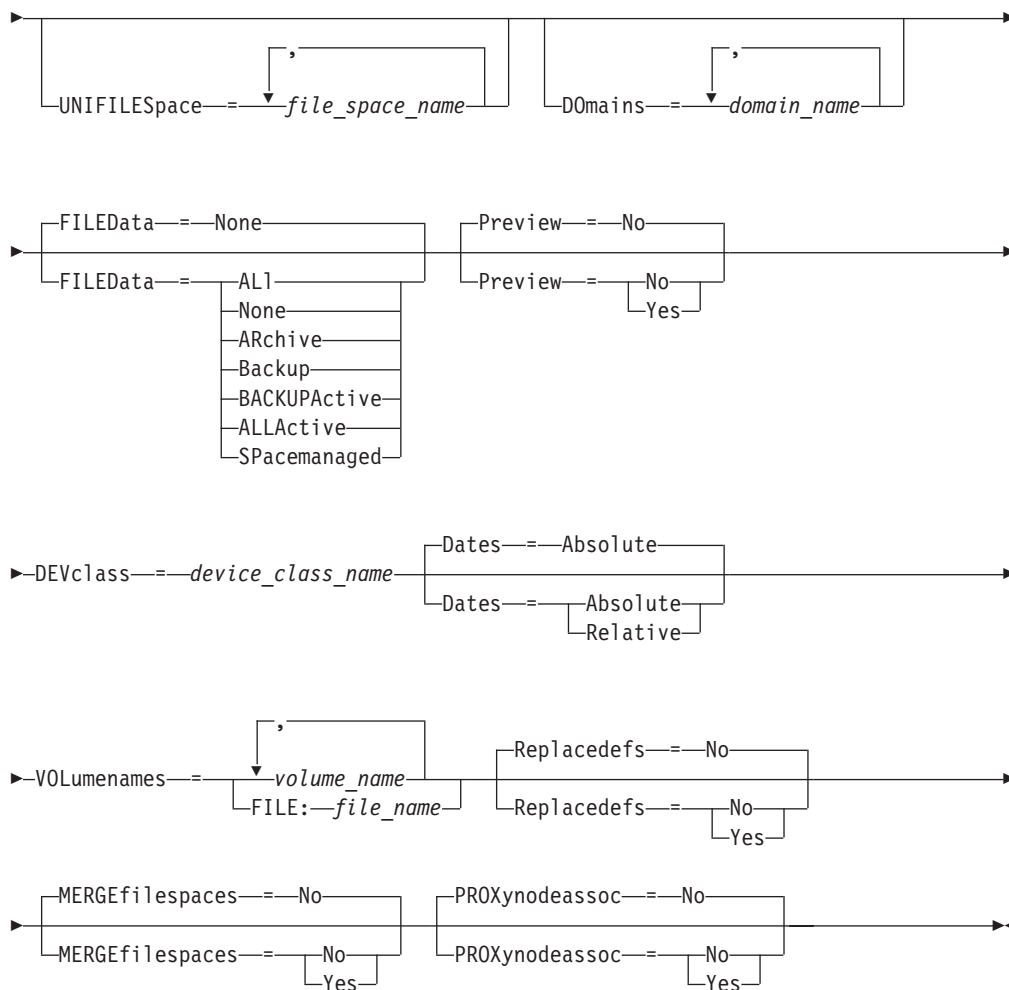 , ,
UNIFILESpace = file_space_name DOmains = domain_name
FILEData = None Preview = No
FILEData = ALl Preview = No
None Yes
ARchive
Backup
BACKUPActive
ALLActive
SPacemanaged
DEVclass = device_class_name Dates = Absolute
Dates = Absolute
Relative
,
VOLumenames = volume_name Replacedefs = No
FILE: file_name Replacedefs = No
Yes
MERGEfilespaces = No PROXynodeassoc = No
MERGEfilespaces = No PROXynodeassoc = No
Yes Yes